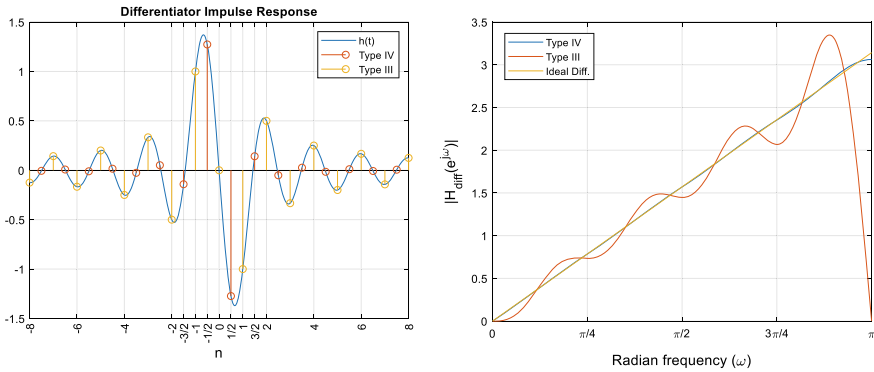 Differentiator Impulse Response
1.5
1
0.5
0
-0.5
-1
-1.5
h(t)
Type IV
Type III
-8
-6
-4
-2
-3/2
-1
-1/2
0
1/2
1
3/2
2
4
6
8
n
3.5
3
2.5
2
1.5
1
0.5
0
|H_diff(e^jω)|
Type IV
Type III
Ideal Diff.
0
π/4
π/2
3π/4
π
Radian frequency (ω)